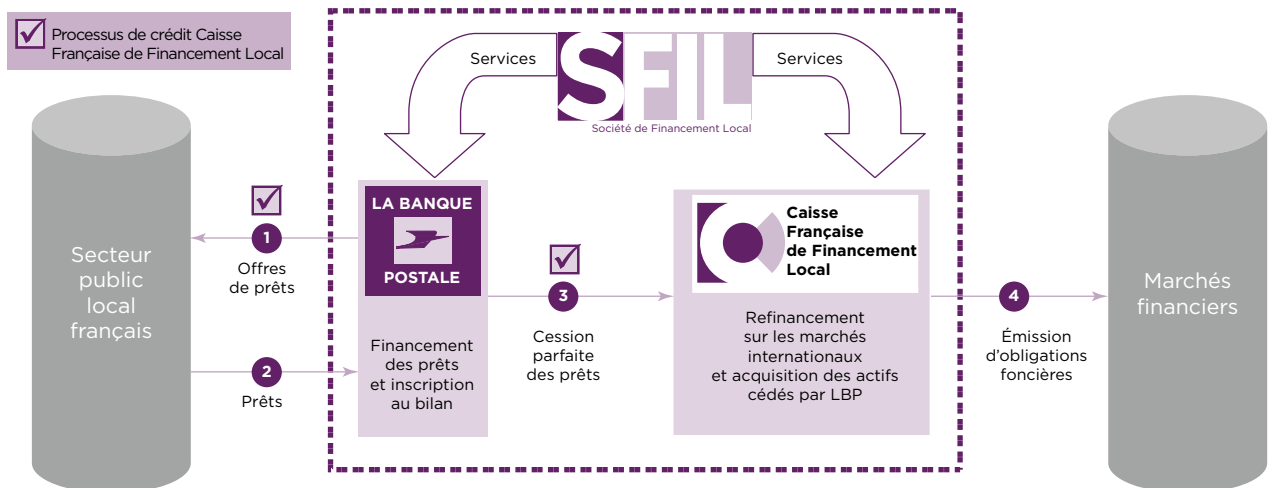 Processus de crédit Caisse
Française de Financement Local
Services
SFIL
Services
Société de Financement Local
Secteur
public
local
français
1
Offres
de prêts
2
Prêts
LA BANQUE
POSTALE
Financement
des prêts
et inscription
au bilan
3
Cession
parfaite
des prêts
Caisse
Française
de Financement
Local
Refinancement
sur les marchés
internationaux
et acquisition des actifs
cédés par LBP
4
Émission
d’obligations
foncières
Marchés
financiers